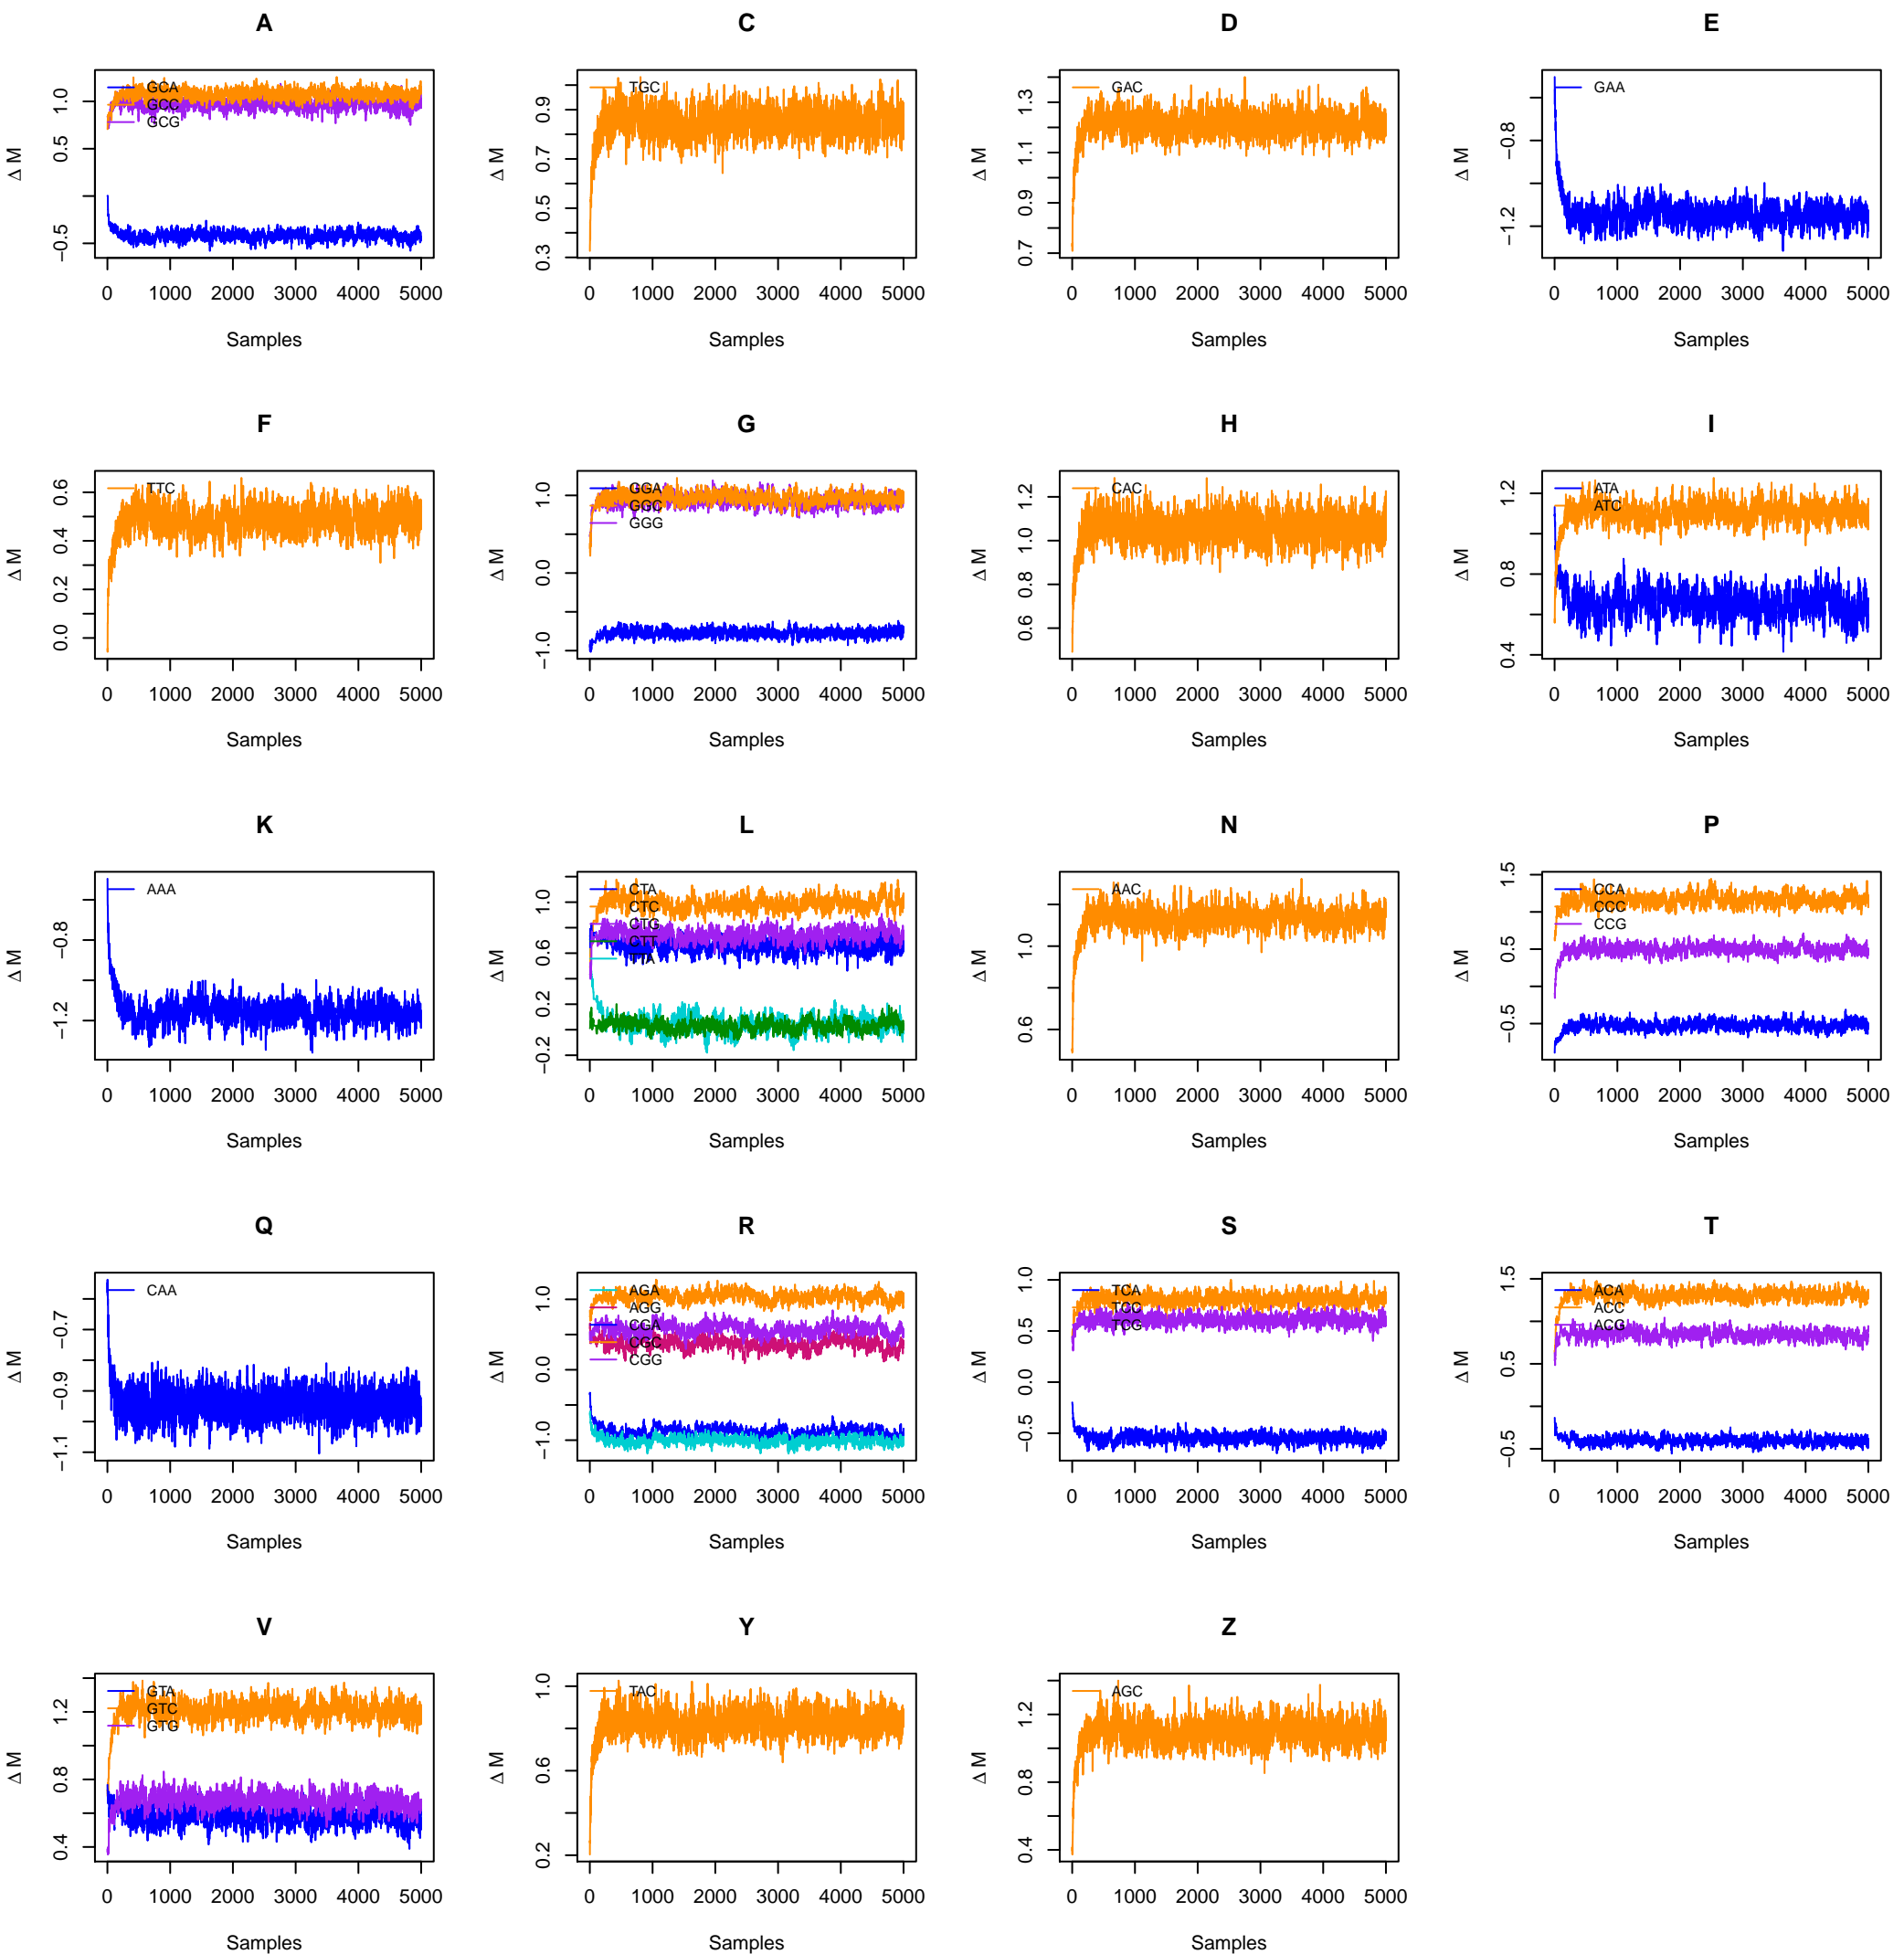 A
Δ M
−0.5 0.5 1.0
GCA
GCC
GCG
0 1000 2000 3000 4000 5000
Samples
C
Δ M
0.3 0.5 0.7 0.9
TGC
0 1000 2000 3000 4000 5000
Samples
D
Δ M
0.7 0.9 1.1 1.3
GAC
0 1000 2000 3000 4000 5000
Samples
E
Δ M
−1.2 −0.8
GAA
0 1000 2000 3000 4000 5000
Samples
F
Δ M
0.0 0.2 0.4 0.6
TTC
0 1000 2000 3000 4000 5000
Samples
G
Δ M
−1.0 0.0 1.0
GGA
GGC
GGG
0 1000 2000 3000 4000 5000
Samples
H
Δ M
0.6 0.8 1.0 1.2
CAC
0 1000 2000 3000 4000 5000
Samples
I
Δ M
0.4 0.8 1.2
ATA
ATC
0 1000 2000 3000 4000 5000
Samples
K
Δ M
−1.2 −0.8
AAA
0 1000 2000 3000 4000 5000
Samples
L
Δ M
−0.2 0.2 0.6 1.0
CTA
CTC
CTG
CTT
TTA
0 1000 2000 3000 4000 5000
Samples
N
Δ M
0.6 1.0
AAC
0 1000 2000 3000 4000 5000
Samples
P
Δ M
−0.5 0.5 1.5
CCA
CCC
CCG
0 1000 2000 3000 4000 5000
Samples
Q
Δ M
−1.1 −0.9 −0.7
CAA
0 1000 2000 3000 4000 5000
Samples
R
Δ M
−1.0 0.0 1.0
AGA
AGG
CGA
CGC
CGG
0 1000 2000 3000 4000 5000
Samples
S
Δ M
−0.5 0.0 0.5 1.0
TCA
TCC
TCG
0 1000 2000 3000 4000 5000
Samples
T
Δ M
−0.5 0.5 1.5
ACA
ACC
ACG
0 1000 2000 3000 4000 5000
Samples
V
Δ M
0.4 0.8 1.2
GTA
GTC
GTG
0 1000 2000 3000 4000 5000
Samples
Y
Δ M
0.2 0.6 1.0
TAC
0 1000 2000 3000 4000 5000
Samples
Z
Δ M
0.4 0.8 1.2
AGC
0 1000 2000 3000 4000 5000
Samples